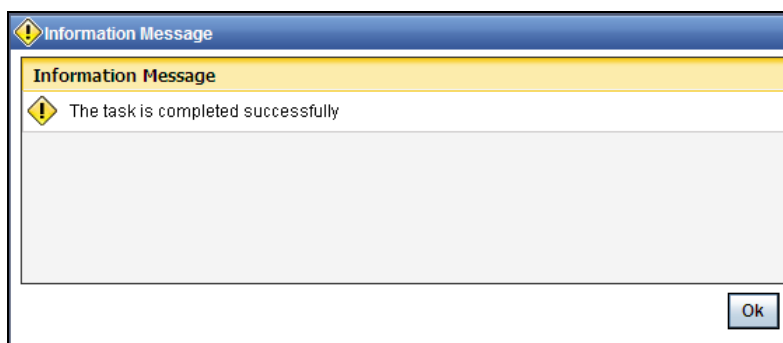 Information Message
Information Message
The task is completed successfully
Ok